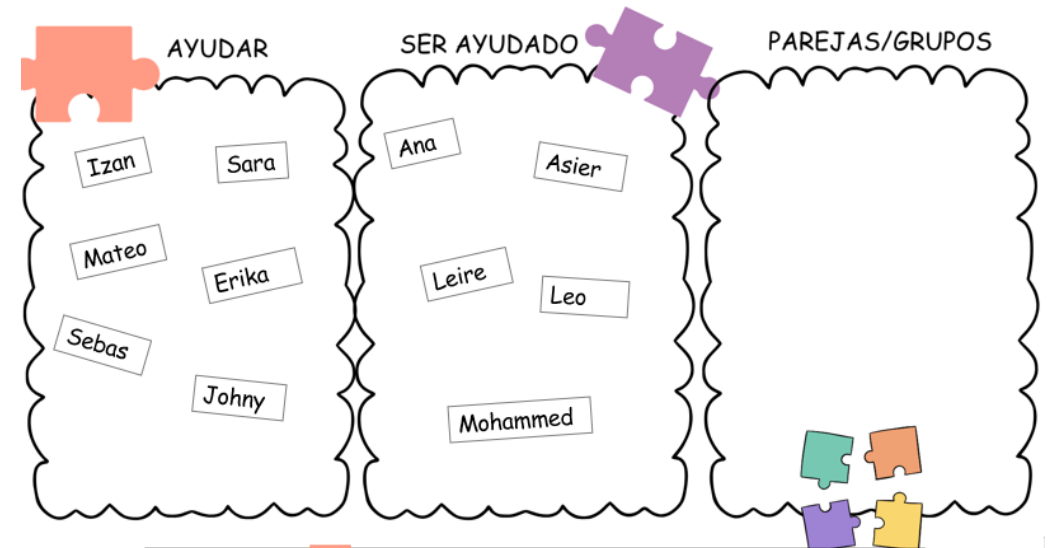 AYUDAR
SER AYUDADO
PAREJAS/GRUPOS
Izan
Sara
Mateo
Erika
Sebas
Johny
Ana
Asier
Leire
Leo
Mohammed